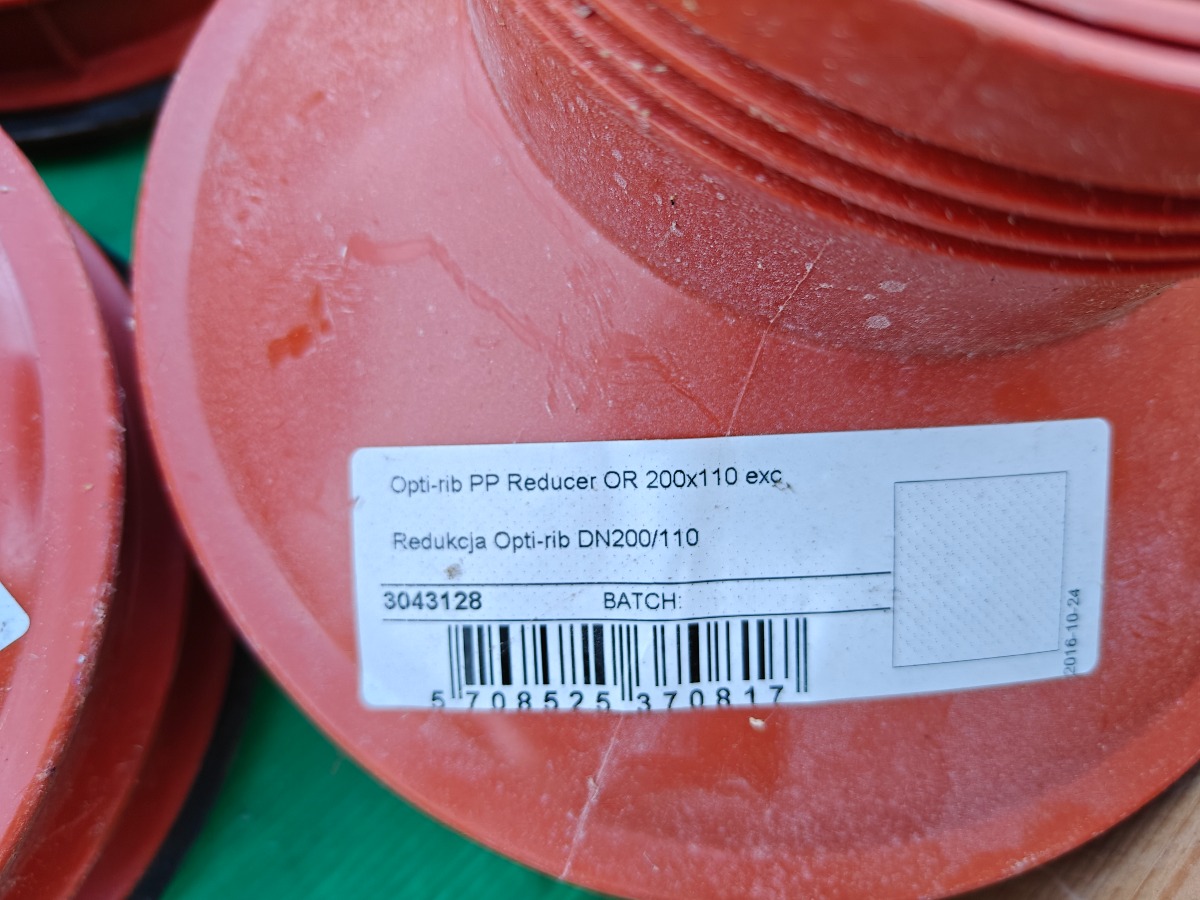 Opti-rib PP Reducer OR 200x110 exc
Redukcja Opti-rib DN200/110
3043128 BATCH:
5 708525 370817
2016-10-24